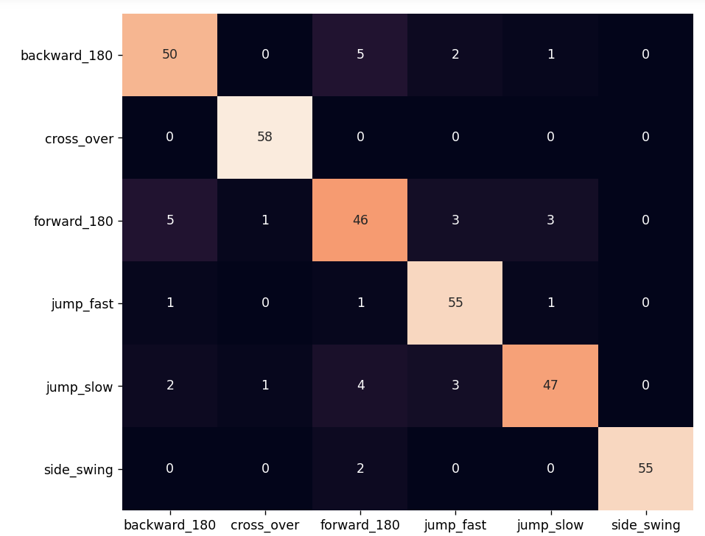 backward_180 50 0 5 2 1 0
cross_over 0 58 0 0 0 0
forward_180 5 1 46 3 3 0
jump_fast 1 0 1 55 1 0
jump_slow 2 1 4 3 47 0
side_swing 0 0 2 0 0 55
backward_180 cross_over forward_180 jump_fast jump_slow side_swing